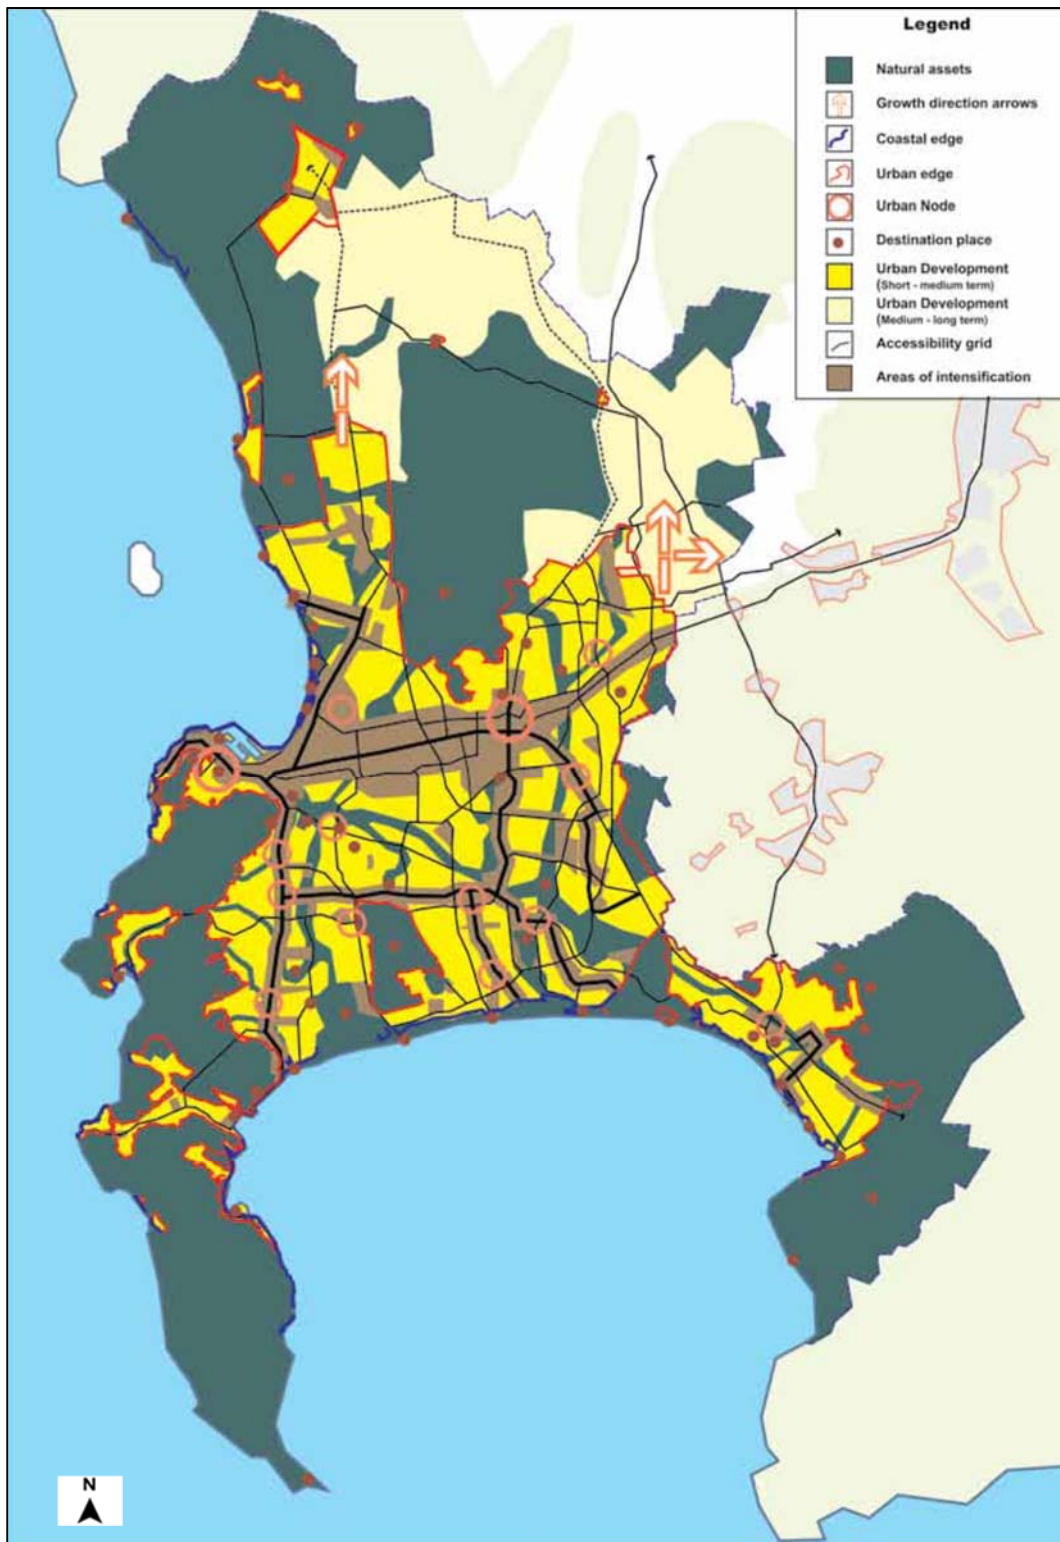 Legend
Natural assets
Growth direction arrows
Coastal edge
Urban edge
Urban Node
Destination place
Urban Development
(Short - medium term)
Urban Development
(Medium - long term)
Accessibility grid
Areas of intensification
N